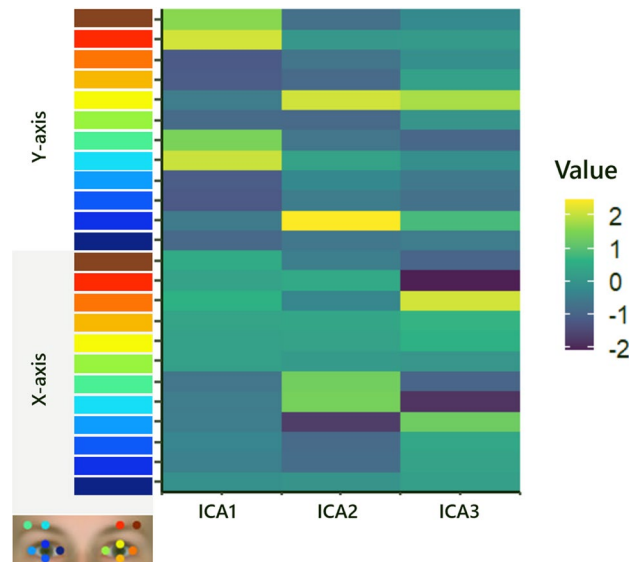 Y-axis
X-axis
ICA1
ICA2
ICA3
Value
2
1
0
-1
-2